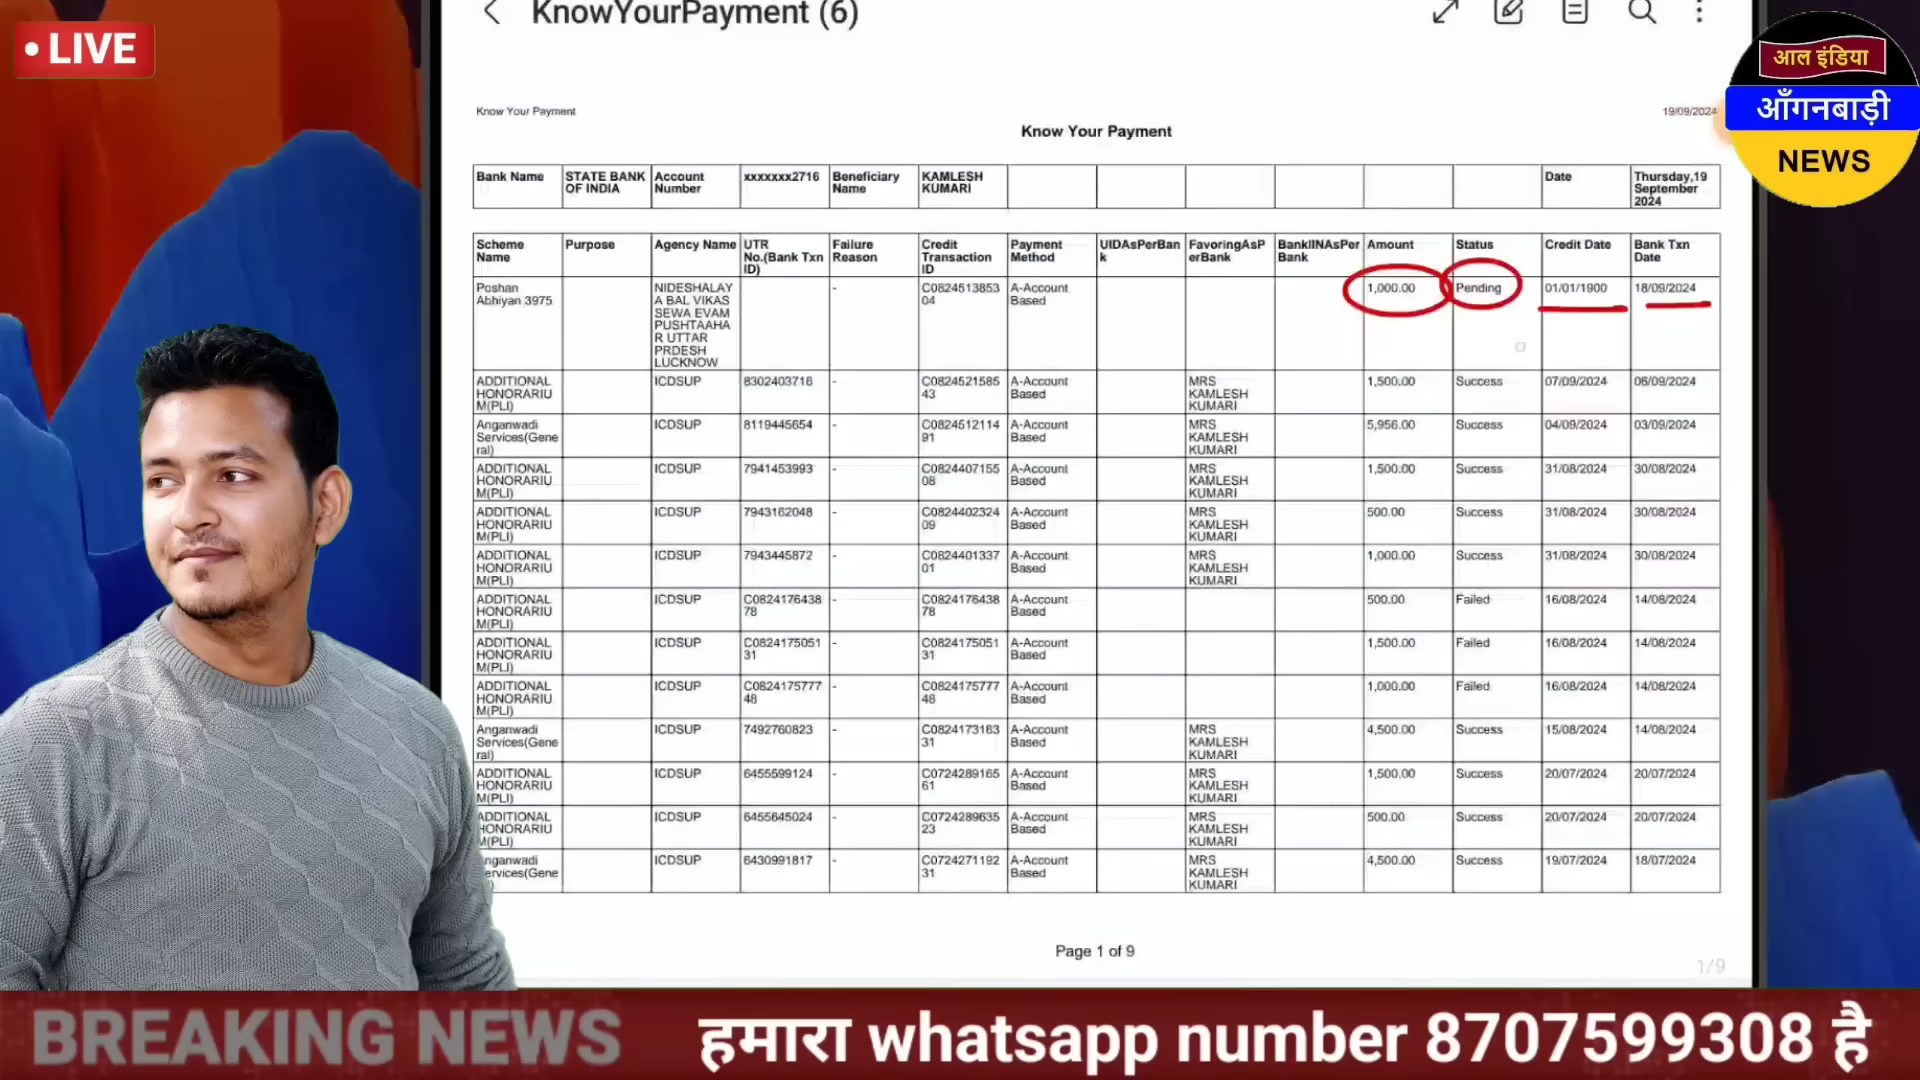 • LIVE
KnowYourPayment (6)
आल इंडिया
आँगनबाड़ी
NEWS
Know Your Payment
19/09/2024
Know Your Payment
Bank Name STATE BANK OF INDIA Account Number xxxxxxx2716 Beneficiary Name KAMLESH KUMARI Date Thursday,19 September 2024
Scheme Name Purpose Agency Name UTR No.(Bank Txn ID) Failure Reason Credit Transaction ID Payment Method UIDAsPerBank FavoringAsPerBank BankIINAsPerBank Amount Status Credit Date Bank Txn Date
Poshan Abhiyan 3975 NIDESHALAYA BAL VIKAS SEWA EVAM PUSHTAAHAR UTTAR PRDESH LUCKNOW - C082451385304 A-Account Based 1,000.00 Pending 01/01/1900 18/09/2024
ADDITIONAL HONORARIUM(PLI) ICDSUP 8302403716 - C082452158543 A-Account Based MRS KAMLESH KUMARI 1,500.00 Success 07/09/2024 06/09/2024
Anganwadi Services(General) ICDSUP 8119445654 - C082451211491 A-Account Based MRS KAMLESH KUMARI 5,956.00 Success 04/09/2024 03/09/2024
ADDITIONAL HONORARIUM(PLI) ICDSUP 7941453993 - C082440715508 A-Account Based MRS KAMLESH KUMARI 1,500.00 Success 31/08/2024 30/08/2024
ADDITIONAL HONORARIUM(PLI) ICDSUP 7943162048 - C082440232409 A-Account Based MRS KAMLESH KUMARI 500.00 Success 31/08/2024 30/08/2024
ADDITIONAL HONORARIUM(PLI) ICDSUP 7943445872 - C082440133701 A-Account Based MRS KAMLESH KUMARI 1,000.00 Success 31/08/2024 30/08/2024
ADDITIONAL HONORARIUM(PLI) ICDSUP C082417643878 - C082417643878 A-Account Based 500.00 Failed 16/08/2024 14/08/2024
ADDITIONAL HONORARIUM(PLI) ICDSUP C082417505131 - C082417505131 A-Account Based 1,500.00 Failed 16/08/2024 14/08/2024
ADDITIONAL HONORARIUM(PLI) ICDSUP C082417577748 - C082417577748 A-Account Based 1,000.00 Failed 16/08/2024 14/08/2024
Anganwadi Services(General) ICDSUP 7492760823 - C082417316331 A-Account Based MRS KAMLESH KUMARI 4,500.00 Success 15/08/2024 14/08/2024
ADDITIONAL HONORARIUM(PLI) ICDSUP 6455599124 - C072428916561 A-Account Based MRS KAMLESH KUMARI 1,500.00 Success 20/07/2024 20/07/2024
ADDITIONAL HONORARIUM(PLI) ICDSUP 6455645024 - C072428963523 A-Account Based MRS KAMLESH KUMARI 500.00 Success 20/07/2024 20/07/2024
nganwadi ervices(Gene ) ICDSUP 6430991817 - C072427119231 A-Account Based MRS KAMLESH KUMARI 4,500.00 Success 19/07/2024 18/07/2024
Page 1 of 9
1/9
BREAKING NEWS
हमारा whatsapp number 8707599308 है